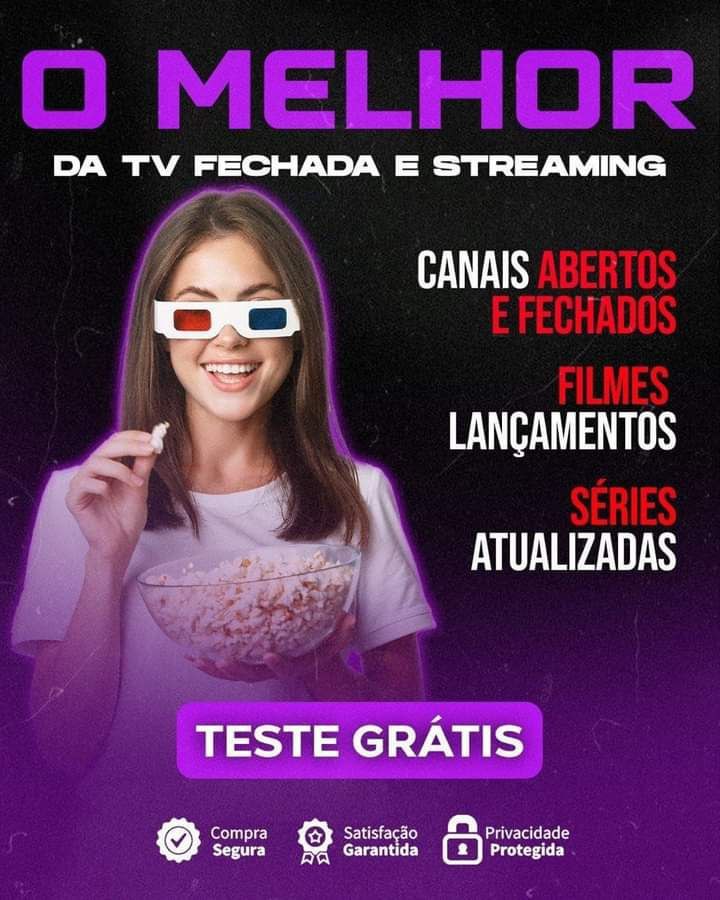 O MELHOR
DA TV FECHADA E STREAMING
CANAIS ABERTOS
E FECHADOS
FILMES
LANÇAMENTOS
SÉRIES
ATUALIZADAS
TESTE GRÁTIS
Compra
Segura
Satisfação
Garantida
Privacidade
Protegida